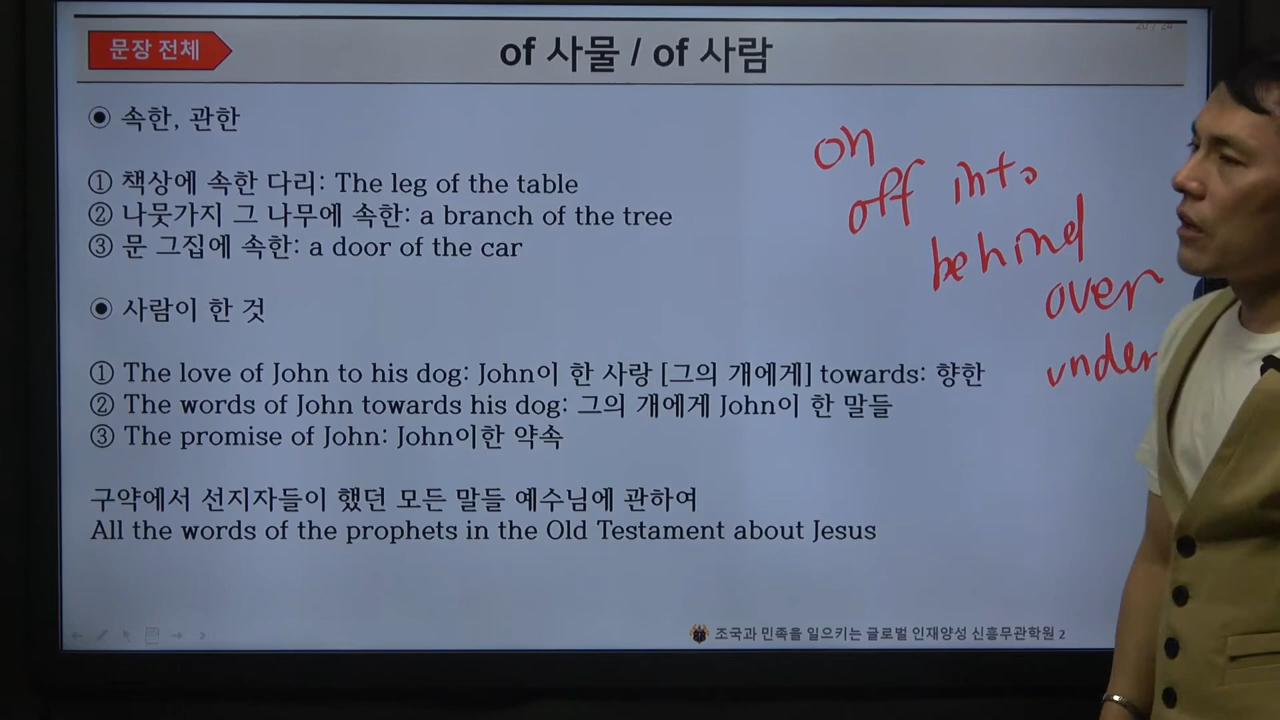 문장 전체
of 사물 / of 사람
◉ 속한, 관한
① 책상에 속한 다리: The leg of the table
② 나뭇가지 그 나무에 속한: a branch of the tree
③ 문 그집에 속한: a door of the car
◉ 사람이 한 것
① The love of John to his dog: John이 한 사랑 [그의 개에게] towards: 향한
② The words of John towards his dog: 그의 개에게 John이 한 말들
③ The promise of John: John이한 약속
구약에서 선지자들이 했던 모든 말들 예수님에 관하여
All the words of the prophets in the Old Testament about Jesus
on
off into
behind
over
under
조국과 민족을 일으키는 글로벌 인재양성 신흥무관학원 2